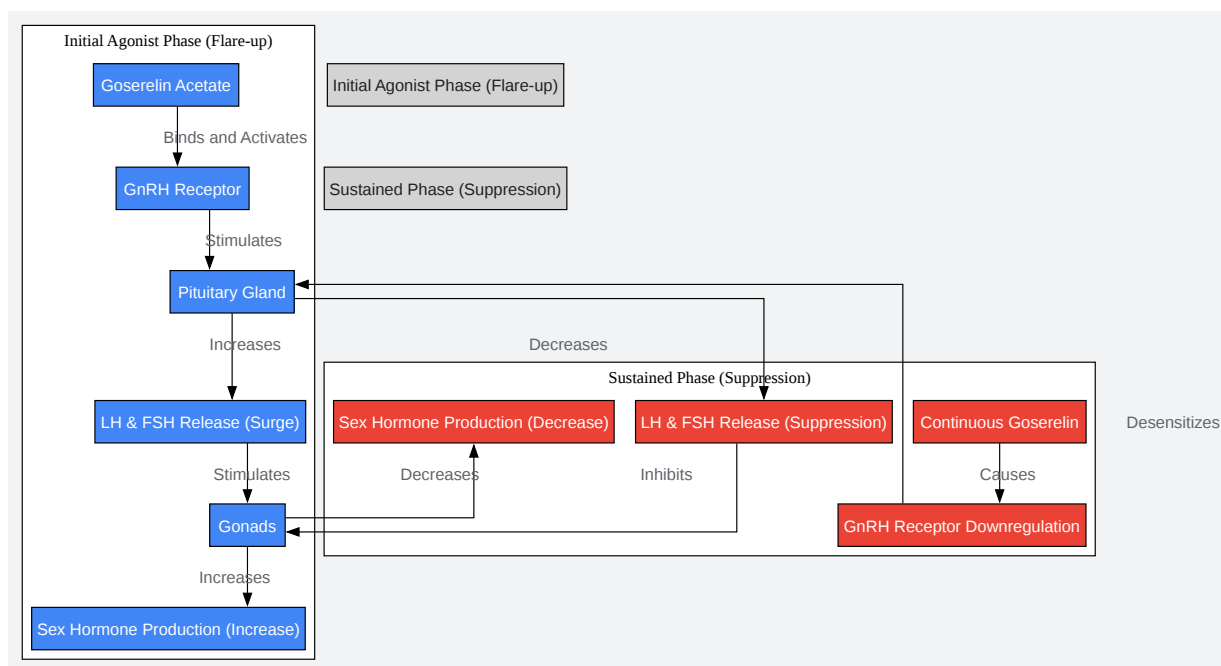 Initial Agonist Phase (Flare-up)
Goserelin Acetate
Initial Agonist Phase (Flare-up)
Binds and Activates
GnRH Receptor
Sustained Phase (Suppression)
Stimulates
Pituitary Gland
Increases
Decreases
Sustained Phase (Suppression)
LH & FSH Release (Surge)
Sex Hormone Production (Decrease)
LH & FSH Release (Suppression)
Continuous Goserelin
Desensitizes
Stimulates
Decreases
Inhibits
Causes
Gonads
GnRH Receptor Downregulation
Increases
Sex Hormone Production (Increase)